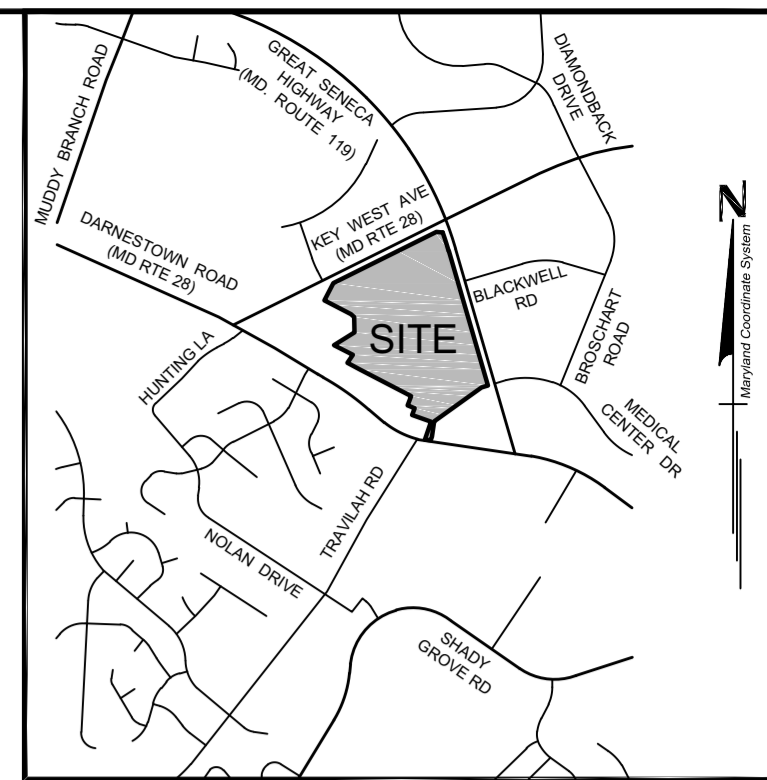 GREAT SENECA
HIGHWAY
(MD. ROUTE 119)
DIAMONDBACK
DRIVE
MUDDY BRANCH ROAD
KEY WEST AVE
(MD RTE 28)
DARNESTOWN ROAD
(MD RTE 28)
N
Maryland Coordinate System
BLACKWELL
RD
SITE
BROSCHART
ROAD
HUNTING LA
MEDICAL
CENTER DR
TRAVILAH RD
NOLAN DRIVE
SHADY
GROVE RD